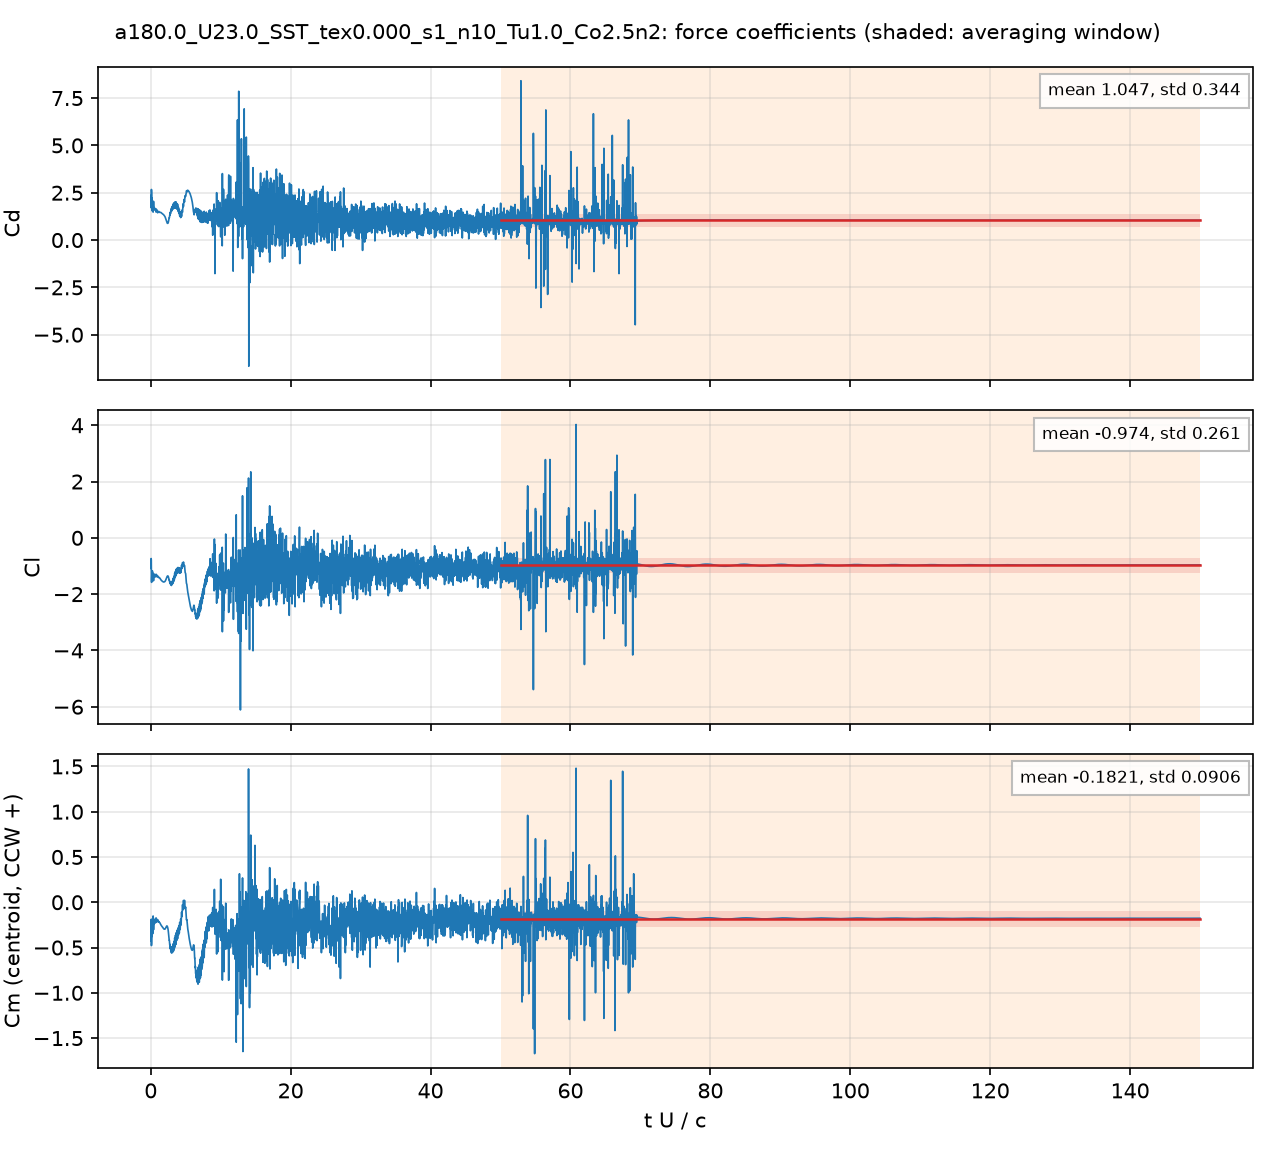 a180.0_U23.0_SST_tex0.000_s1_n10_Tu1.0_Co2.5n2: force coefficients (shaded: averaging window)
mean 1.047, std 0.344
7.5
5.0
2.5
0.0
−2.5
−5.0
Cd
mean -0.974, std 0.261
4
2
0
−2
−4
−6
Cl
mean -0.1821, std 0.0906
1.5
1.0
0.5
0.0
−0.5
−1.0
−1.5
Cm (centroid, CCW +)
0 20 40 60 80 100 120 140
t U / c